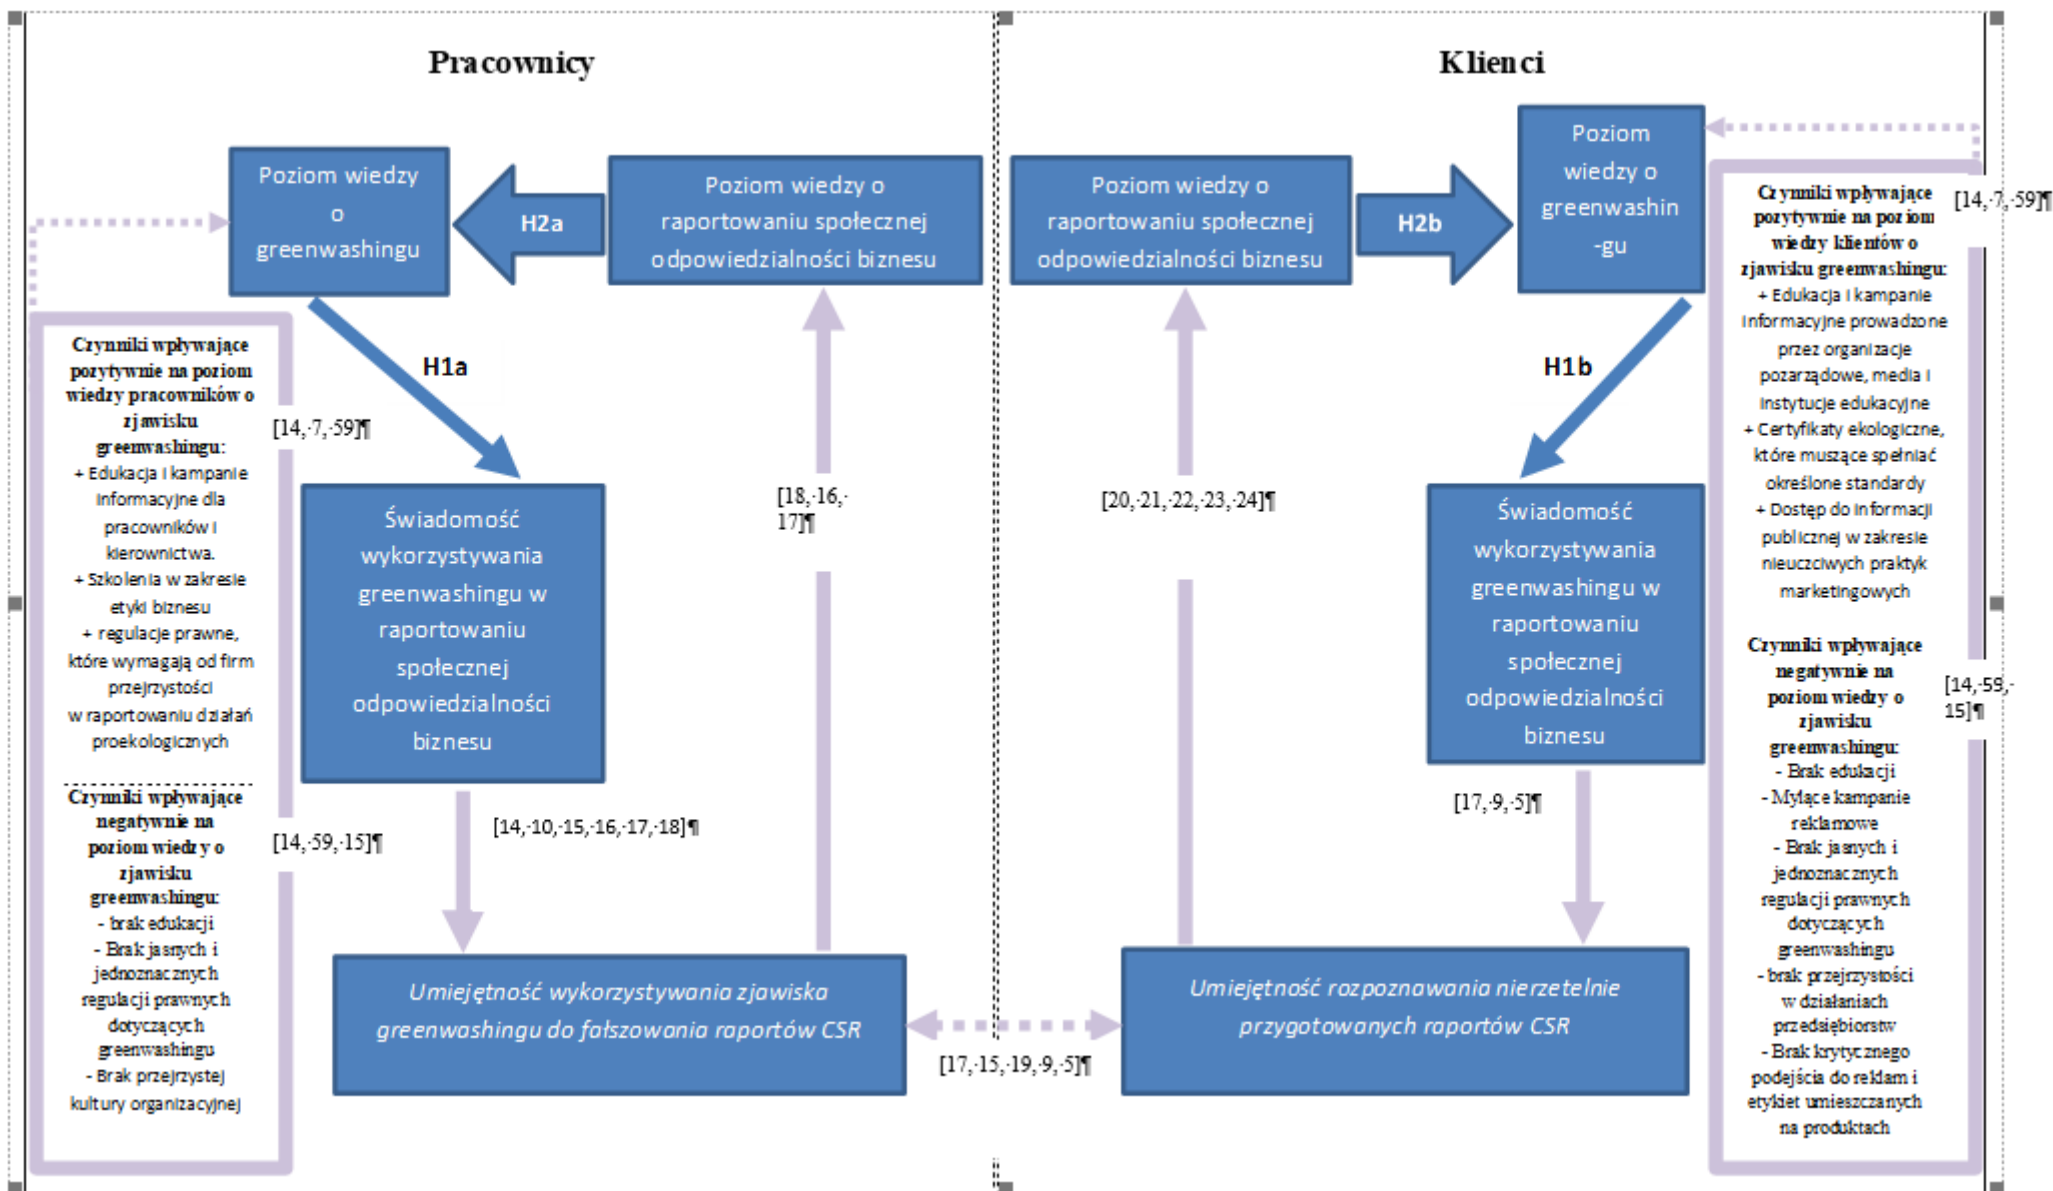 Pracownicy
Poziom wiedzy
o
greenwashingu
H2a
Poziom wiedzy o
raportowaniu społecznej
odpowiedzialności biznesu
H1a
Czynniki wpływające
pozytywnie na poziom
wiedzy pracowników o
zjawisku
greenwashingu:
+ Edukacja i kampanie
informacyjne dla
pracowników i
kierownictwa.
+ Szkolenia w zakresie
etyki biznesu
+ regulacje prawne,
które wymagają od firm
przejrzystości
w raportowaniu działań
proekologicznych
[14,·7,·59]¶
Czynniki wpływające
negatywnie na
poziom wiedzy o
zjawisku
greenwashingu:
- brak edukacji
- Brak jasnych i
jednoznacznych
regulacji prawnych
dotyczących
greenwashingu
- Brak przejrzystej
kultury organizacyjnej
[14,·59,·15]¶
Świadomość
wykorzystywania
greenwashingu w
raportowaniu
społecznej
odpowiedzialności
biznesu
[18,·16,·
17]¶
[14,·10,·15,·16,·17,·18]¶
Umiejętność wykorzystywania zjawiska
greenwashingu do fałszowania raportów CSR
[17,·15,·19,·9,·5]¶
Klienci
Poziom wiedzy o
raportowaniu społecznej
odpowiedzialności biznesu
H2b
Poziom
wiedzy o
greenwashin
-gu
H1b
[20,·21,·22,·23,·24]¶
Świadomość
wykorzystywania
greenwashingu w
raportowaniu
społecznej
odpowiedzialności
biznesu
[17,·9,·5]¶
Umiejętność rozpoznawania nierzetelnie
przygotowanych raportów CSR
Czynniki wpływające
pozytywnie na poziom
wiedzy klientów o
zjawisku greenwashingu:
+ Edukacja i kampanie
informacyjne prowadzone
przez organizacje
pozarządowe, media i
instytucje edukacyjne
+ Certyfikaty ekologiczne,
które muszące spełniać
określone standardy
+ Dostęp do informacji
publicznej w zakresie
nieuczciwych praktyk
marketingowych
[14,·7,·59]¶
Czynniki wpływające
negatywnie na
poziom wiedzy o
zjawisku
greenwashingu:
- Brak edukacji
- Mylące kampanie
reklamowe
- Brak jasnych i
jednoznacznych
regulacji prawnych
dotyczących
greenwashingu
- brak przejrzystości
w działaniach
przedsiębiorstw
- Brak krytycznego
podejścia do reklam i
etykiet umieszczanych
na produktach
[14,·59,·
15]¶